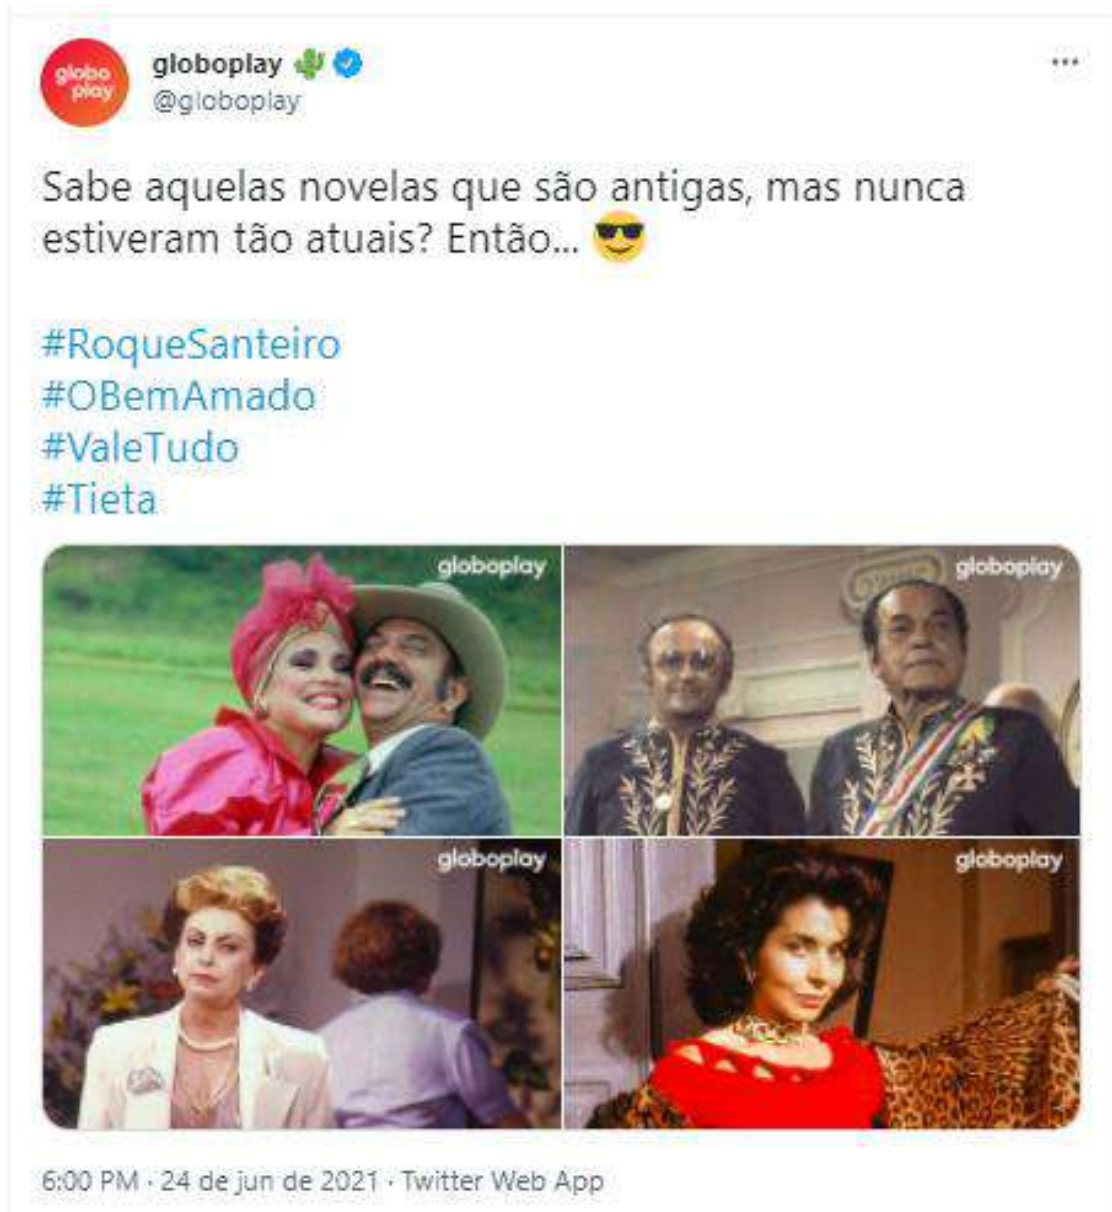 globo
play
globoplay
@globoplay
Sabe aquelas novelas que são antigas, mas nunca
estiveram tão atuais? Então...
#RoqueSanteiro
#OBemAmado
#ValeTudo
#Tieta
globoplay
globoplay
globoplay
globoplay
6:00 PM · 24 de jun de 2021 · Twitter Web App